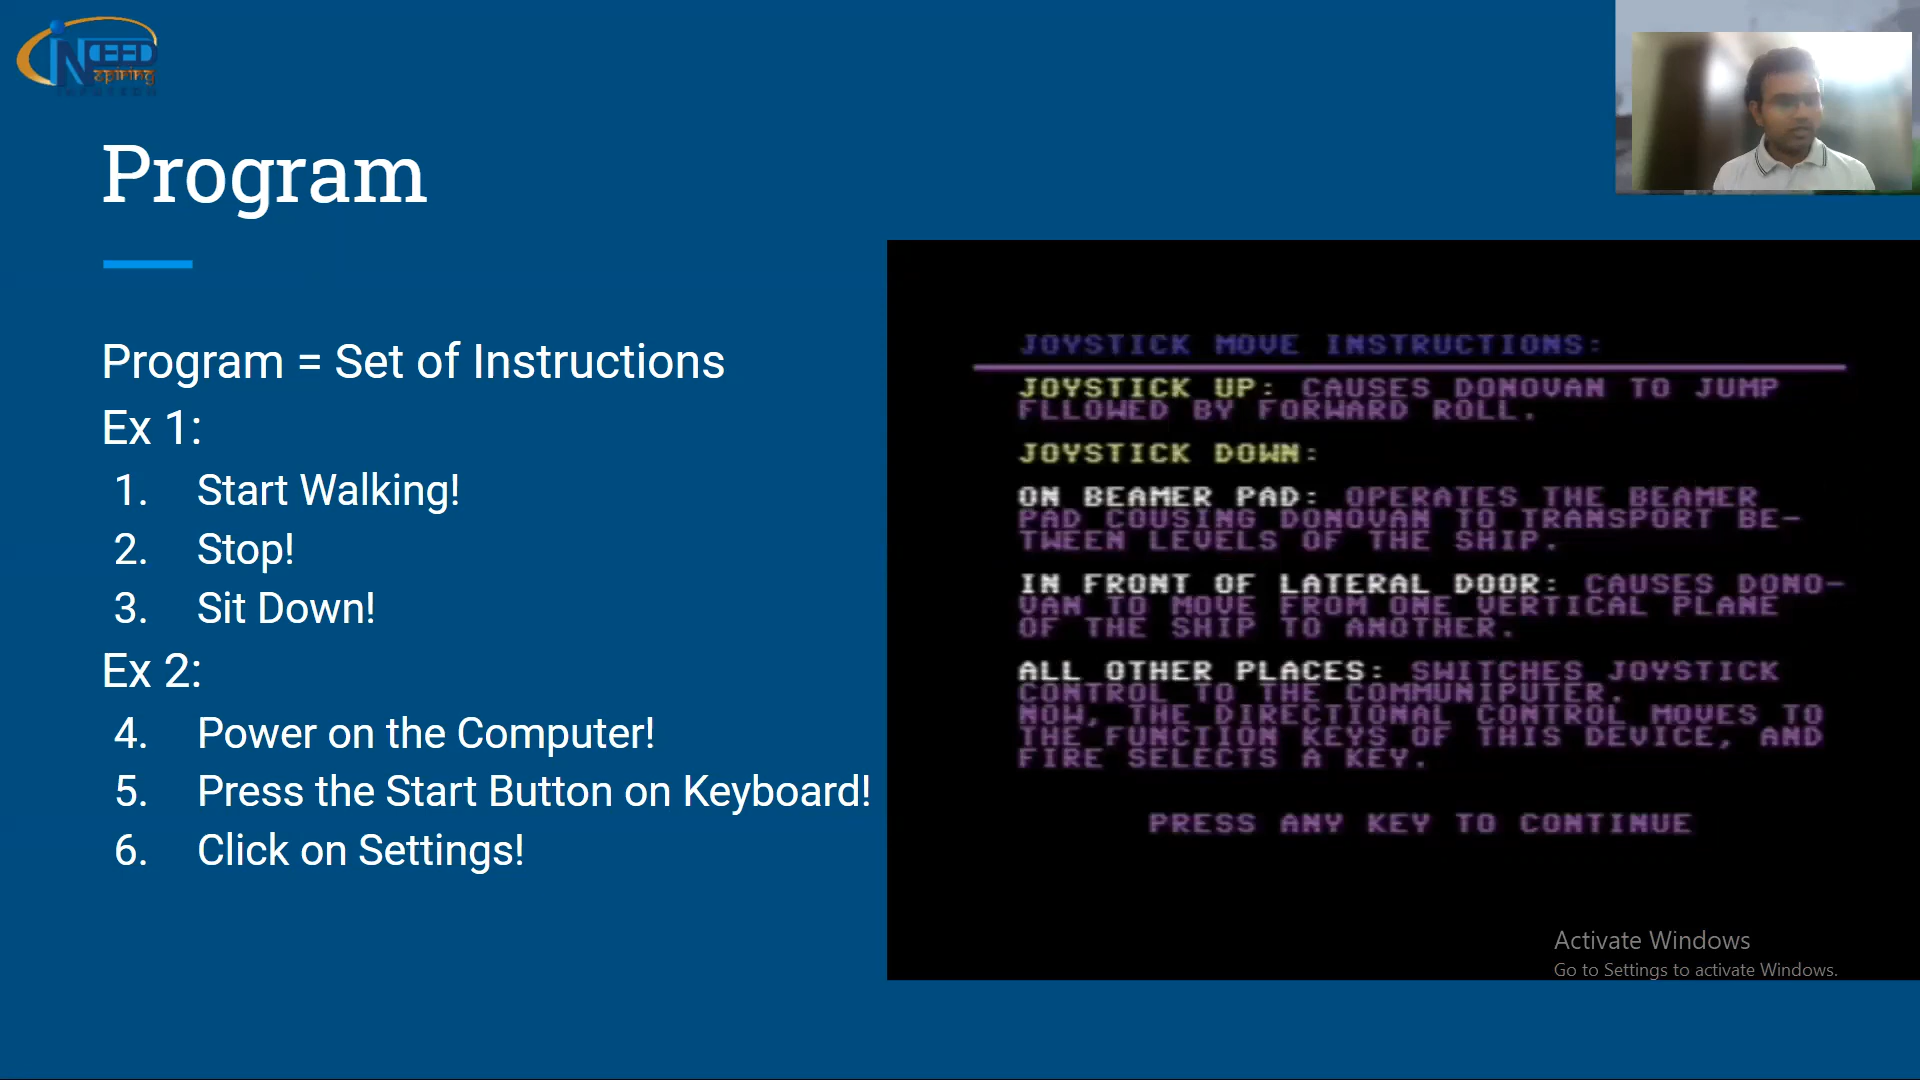 iNCEED
nspiring
INFOTECH
Program
Program = Set of Instructions
Ex 1:
1. Start Walking!
2. Stop!
3. Sit Down!
Ex 2:
4. Power on the Computer!
5. Press the Start Button on Keyboard!
6. Click on Settings!
JOYSTICK MOVE INSTRUCTIONS:
JOYSTICK UP: CAUSES DONOVAN TO JUMP
FLLOWED BY FORWARD ROLL.
JOYSTICK DOWN:
ON BEAMER PAD: OPERATES THE BEAMER
PAD COUSING DONOVAN TO TRANSPORT BE-
TWEEN LEVELS OF THE SHIP.
IN FRONT OF LATERAL DOOR: CAUSES DONO-
VAN TO MOVE FROM ONE VERTICAL PLANE
OF THE SHIP TO ANOTHER.
ALL OTHER PLACES: SWITCHES JOYSTICK
CONTROL TO THE COMMUNIPUTER.
NOW, THE DIRECTIONAL CONTROL MOVES TO
THE FUNCTION KEYS OF THIS DEVICE, AND
FIRE SELECTS A KEY.
PRESS ANY KEY TO CONTINUE
Activate Windows
Go to Settings to activate Windows.